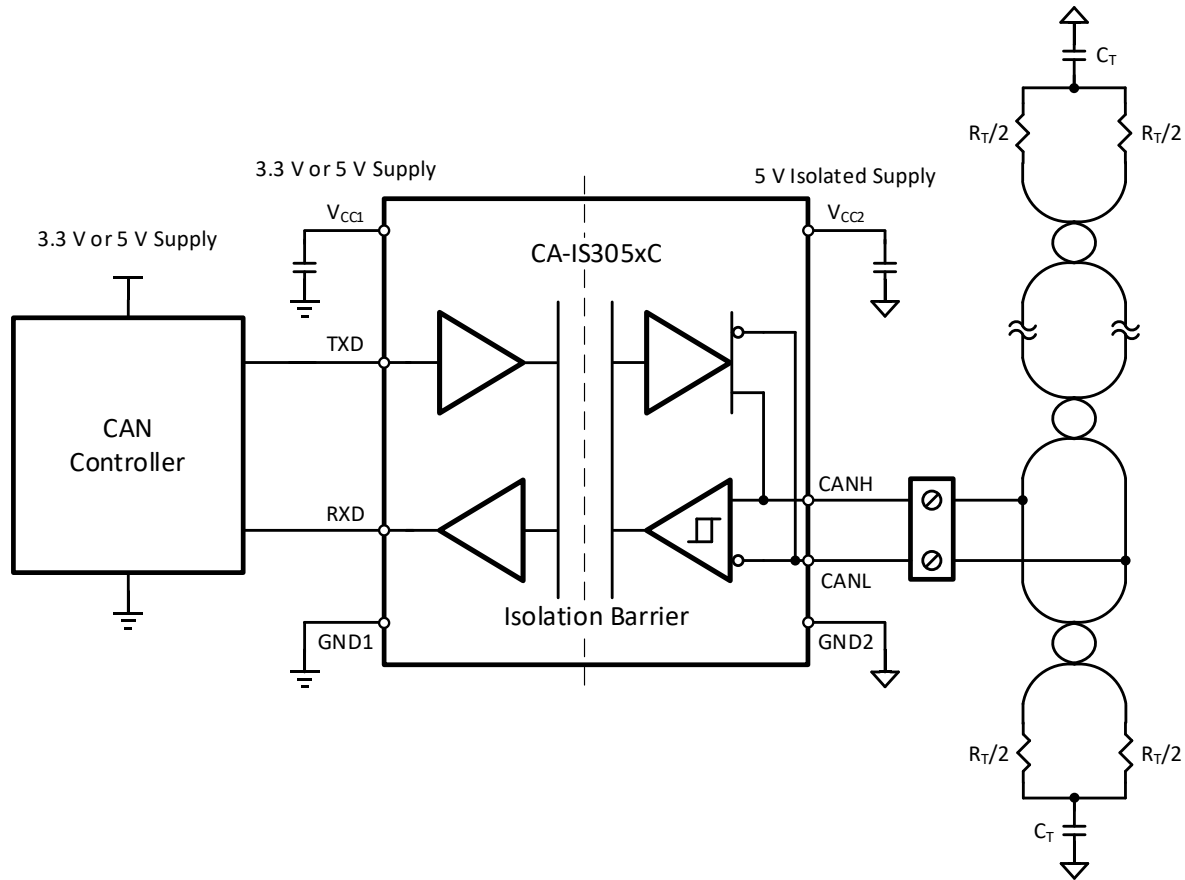 C_T
R_T/2
R_T/2
3.3 V or 5 V Supply
5 V Isolated Supply
V_CC1
V_CC2
3.3 V or 5 V Supply
CA-IS305xC
TXD
CAN
Controller
CANH
RXD
CANL
Isolation Barrier
GND1
GND2
R_T/2
R_T/2
C_T